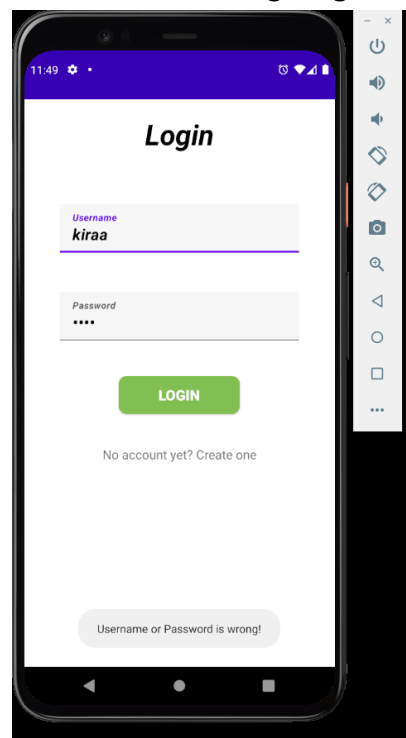 11:49
Login
Username
kiraa
Password
••••
LOGIN
No account yet? Create one
Username or Password is wrong!